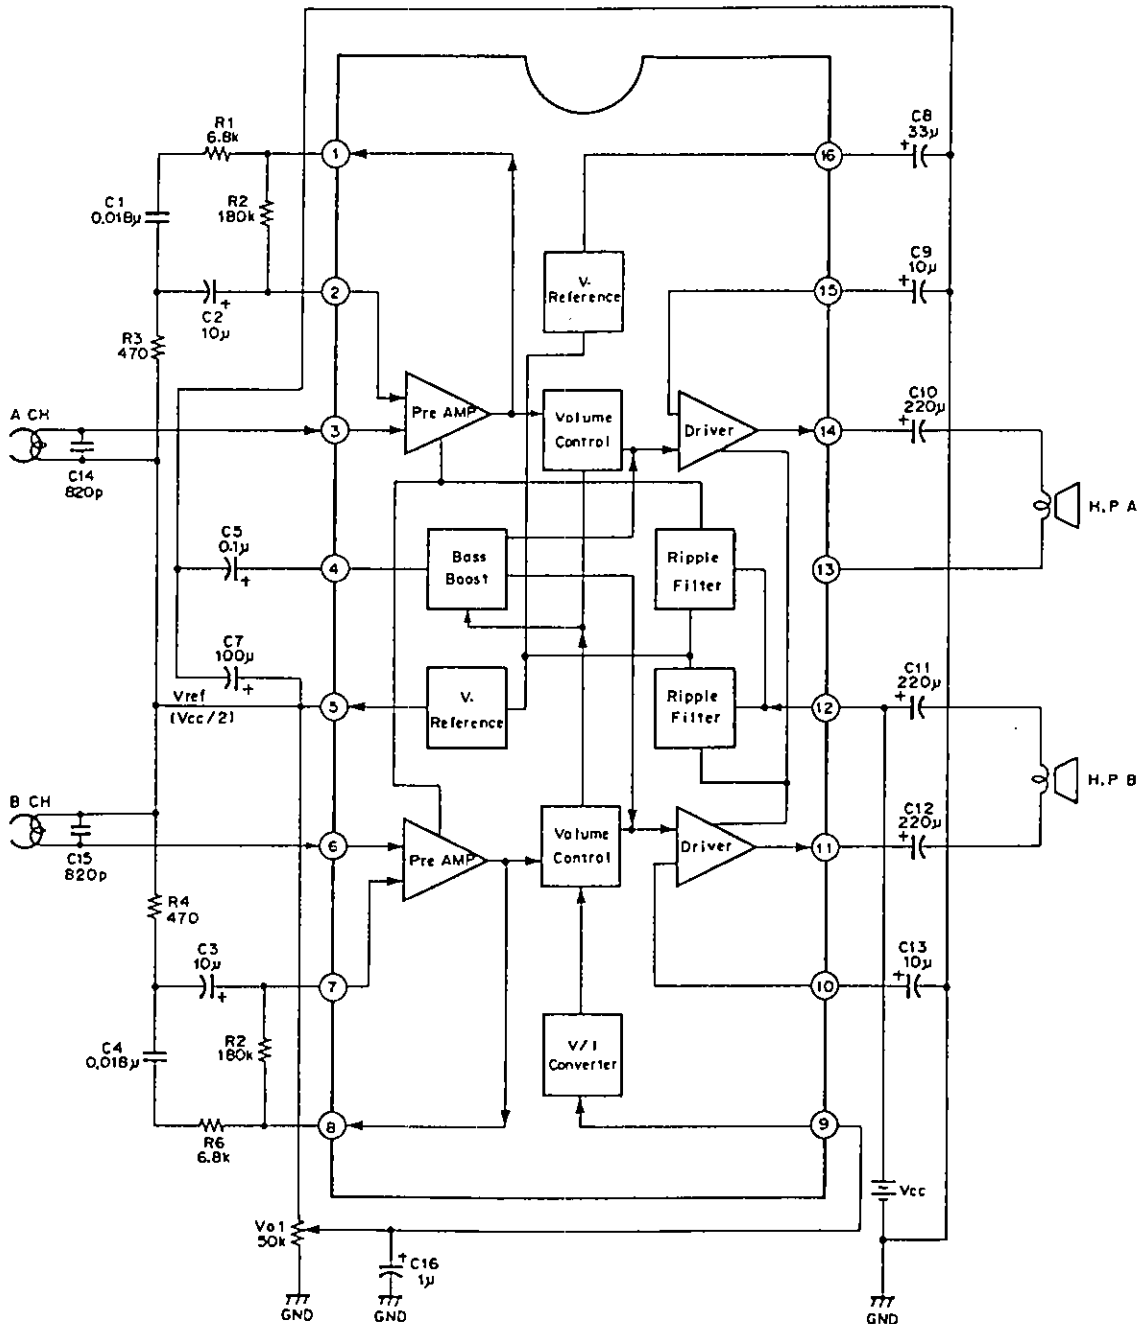 R1
6.8k
C1
0.018µ
R2
180k
C2
10µ
R3
470
A CH
C14
820p
C5
0.1µ
C7
100µ
Vref
(Vcc/2)
B CH
C15
820p
R4
470
C3
10µ
C4
0.018µ
R2
180k
R6
6.8k
Vo1
50k
C16
1µ
GND
GND
1
2
3
4
5
6
7
8
Pre AMP
Bass
Boost
V.
Reference
Pre AMP
V.
Reference
Volume
Control
Driver
Ripple
Filter
Ripple
Filter
Volume
Control
Driver
V/I
Converter
16
15
14
13
12
11
10
9
C8
33µ
C9
10µ
C10
220µ
H.P A
C11
220µ
H.P B
C12
220µ
C13
10µ
Vcc
GND
+
+
+
+
+
+
+
+
+
+
+
+